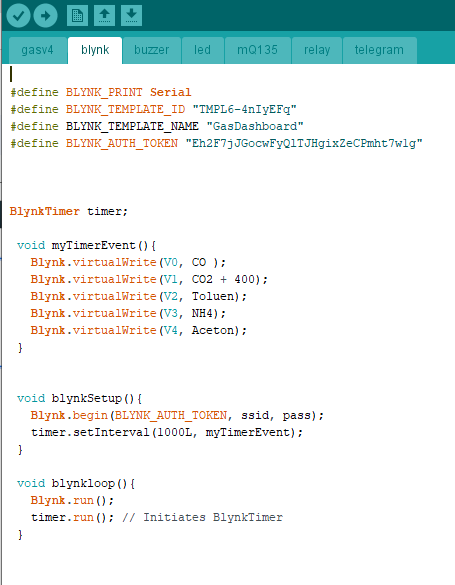 gasv4 blynk buzzer led mQ135 relay telegram
#define BLYNK_PRINT Serial
#define BLYNK_TEMPLATE_ID "TMPL6-4nIyEFq"
#define BLYNK_TEMPLATE_NAME "GasDashboard"
#define BLYNK_AUTH_TOKEN "Eh2F7jJGocwFyQlTJHgixZeCPmht7wlg"
BlynkTimer timer;
void myTimerEvent(){
Blynk.virtualWrite(V0, CO );
Blynk.virtualWrite(V1, CO2 + 400);
Blynk.virtualWrite(V2, Toluen);
Blynk.virtualWrite(V3, NH4);
Blynk.virtualWrite(V4, Aceton);
}
void blynkSetup(){
Blynk.begin(BLYNK_AUTH_TOKEN, ssid, pass);
timer.setInterval(1000L, myTimerEvent);
}
void blynkloop(){
Blynk.run();
timer.run(); // Initiates BlynkTimer
}